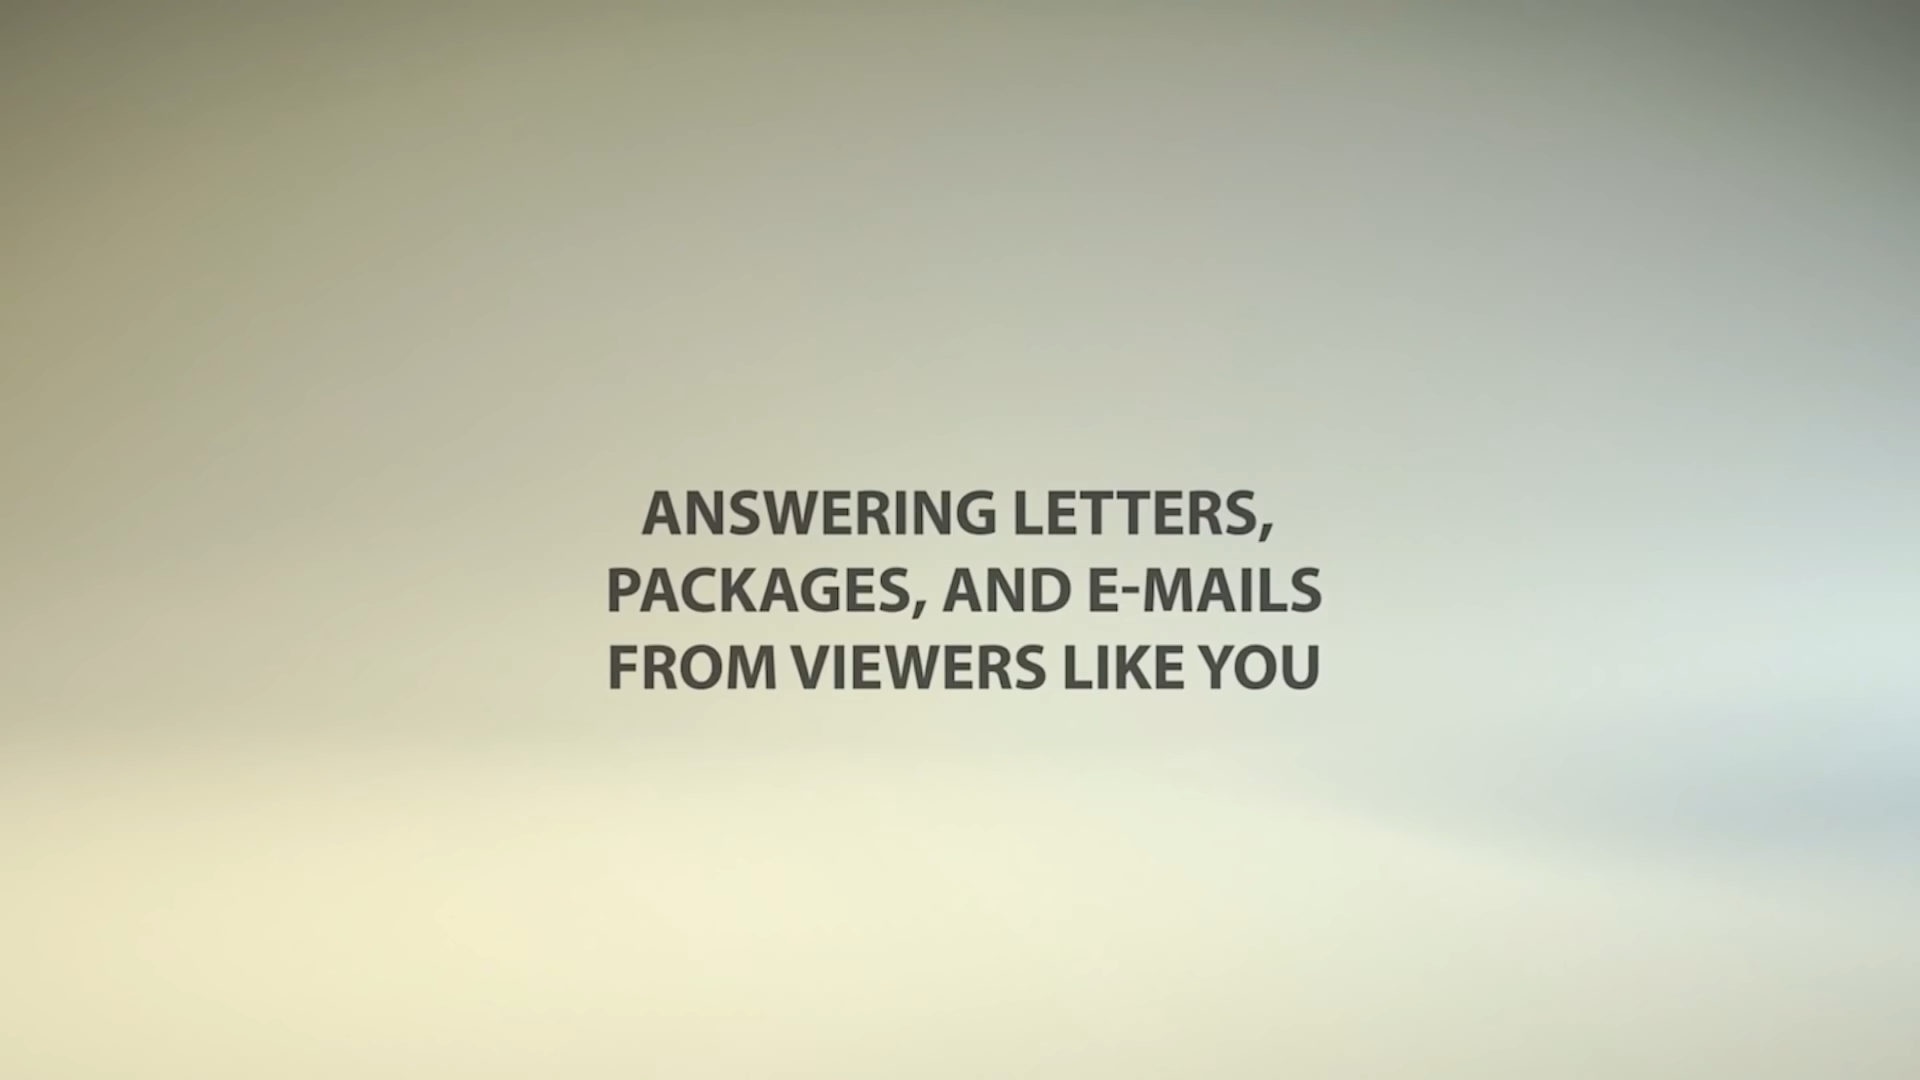 ANSWERING LETTERS,
PACKAGES, AND E-MAILS
FROM VIEWERS LIKE YOU